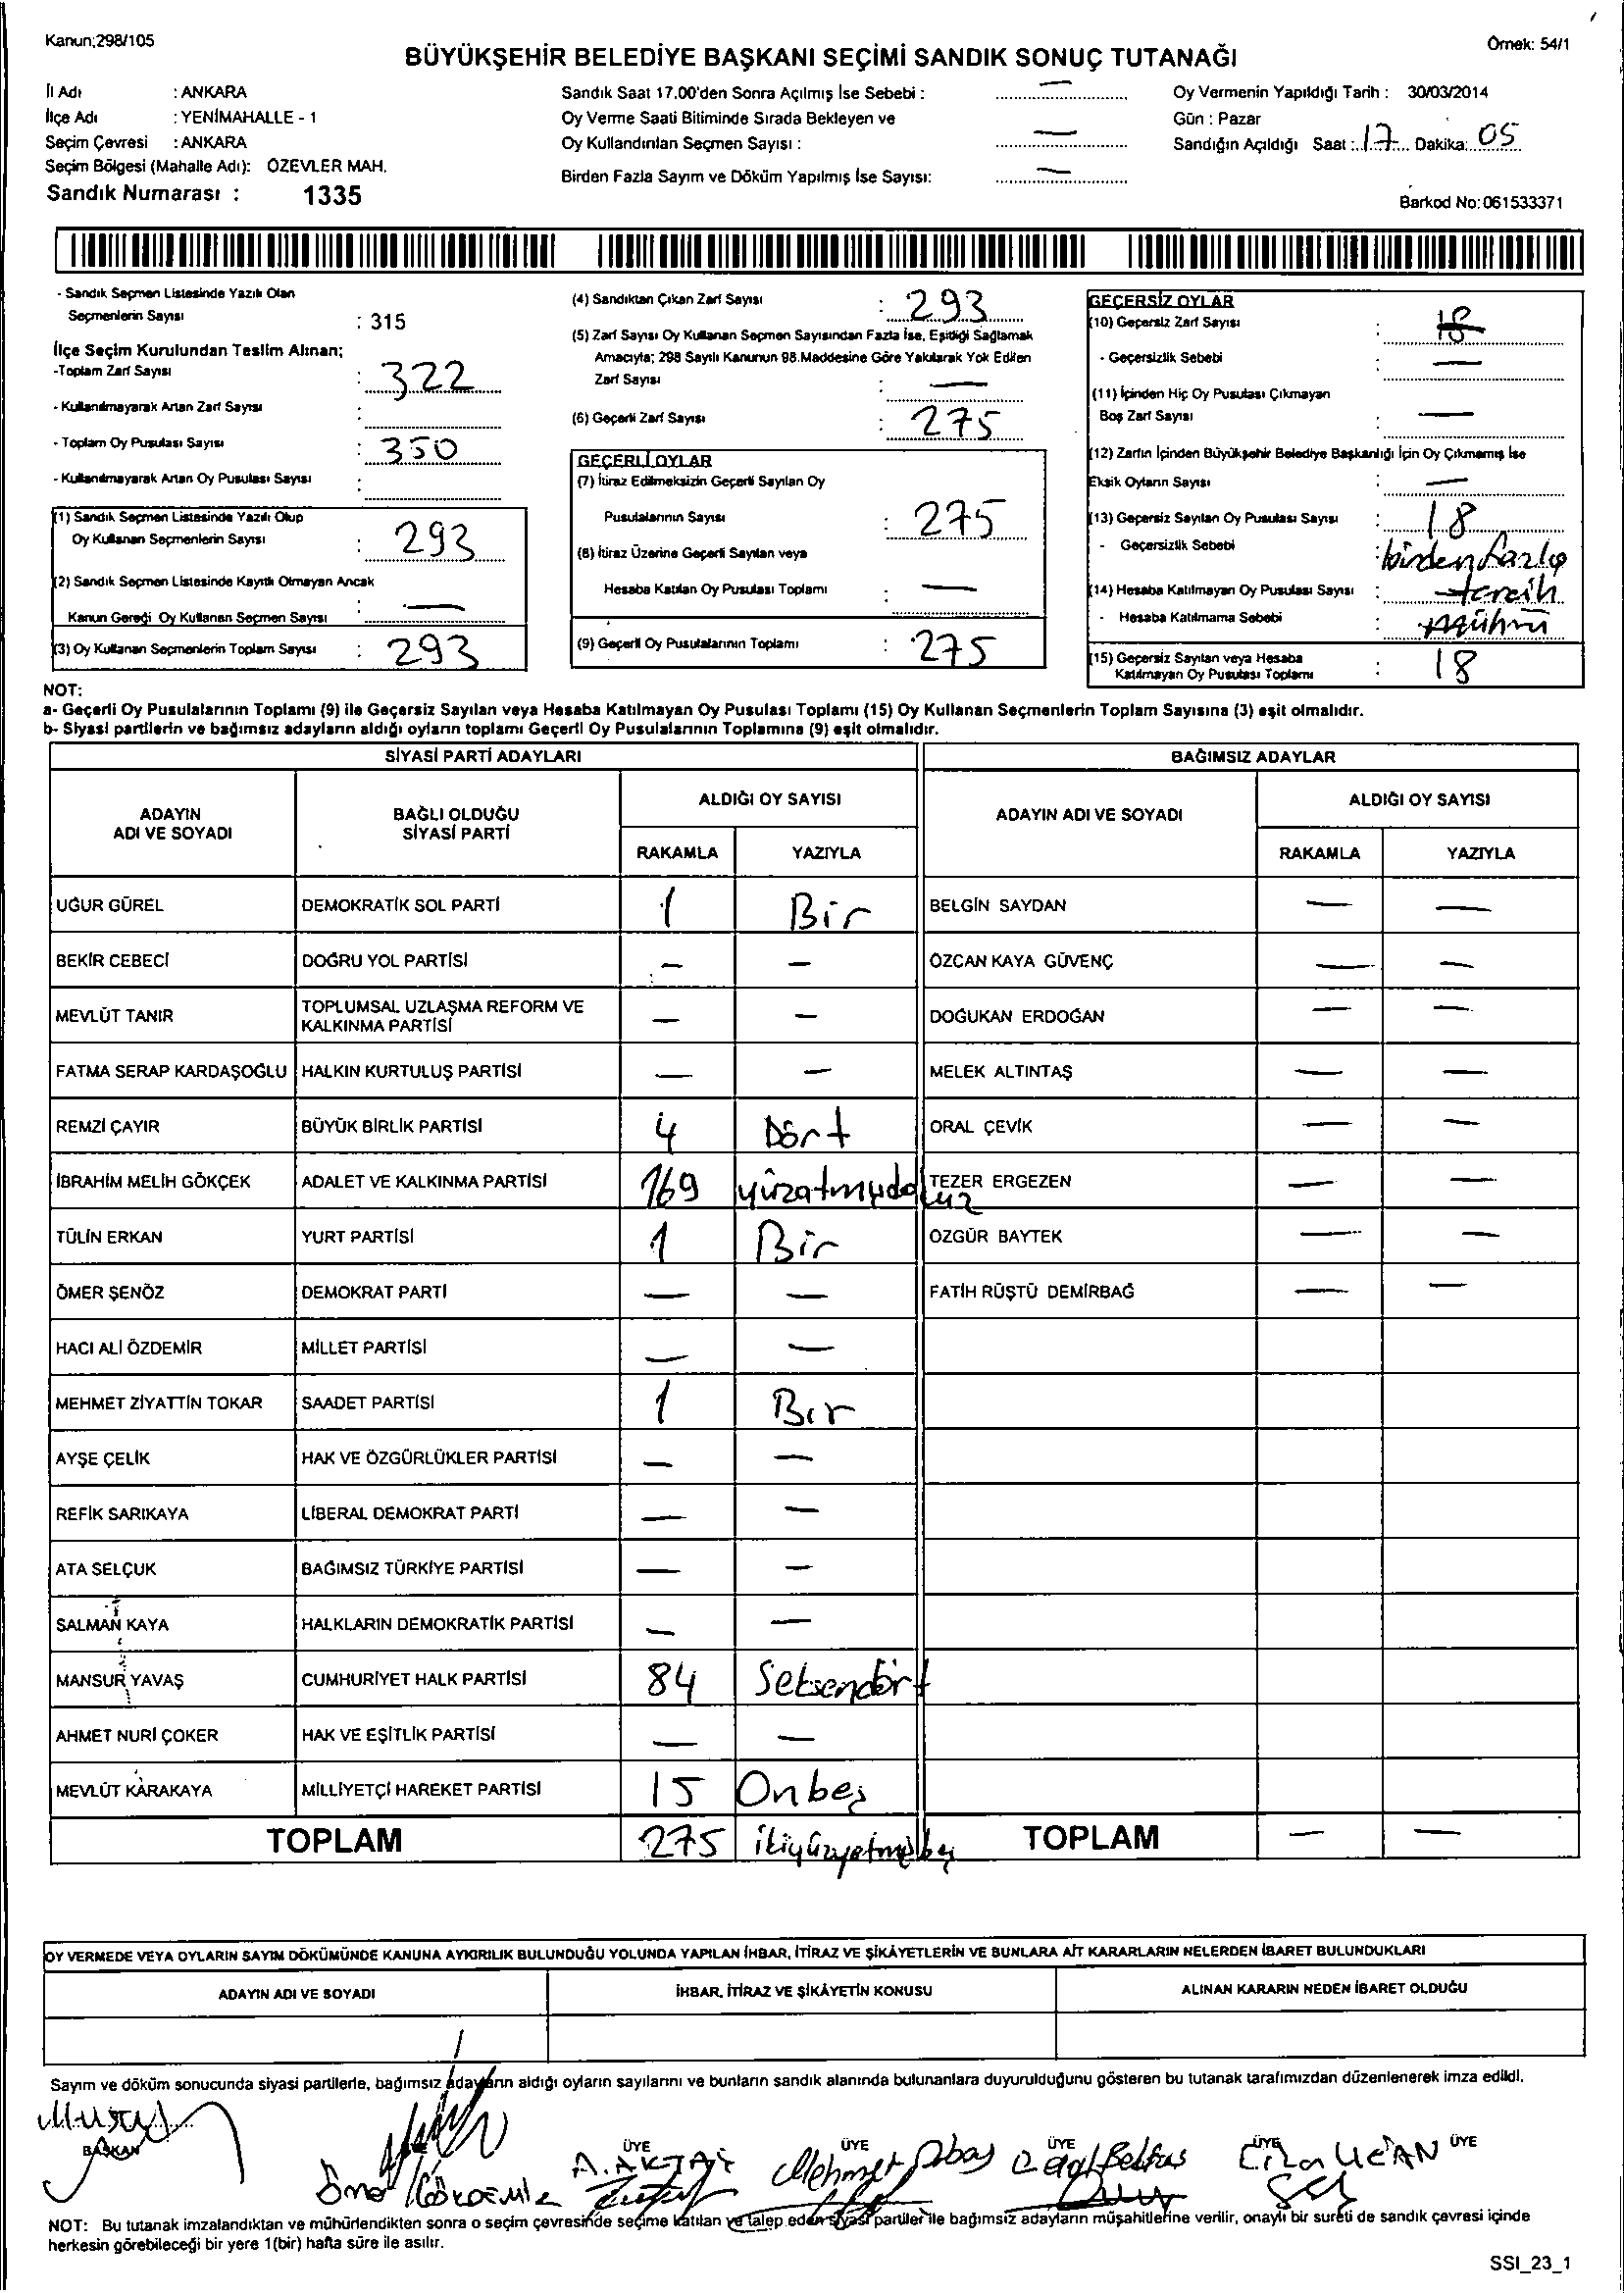 Kanun;298/105
Örnek: 54/1
BÜYÜKŞEHİR BELEDİYE BAŞKANI SEÇİMİ SANDIK SONUÇ TUTANAĞI
İl Adı : ANKARA
İlçe Adı : YENİMAHALLE - 1
Seçim Çevresi : ANKARA
Seçim Bölgesi (Mahalle Adı): ÖZEVLER MAH.
Sandık Numarası : 1335
Sandık Saat 17.00'den Sonra Açılmış İse Sebebi : —
Oy Verme Saati Bitiminde Sırada Bekleyen ve
Oy Kullandırılan Seçmen Sayısı : —
Birden Fazla Sayım ve Döküm Yapılmış İse Sayısı: —
Oy Vermenin Yapıldığı Tarih : 30/03/2014
Gün : Pazar
Sandığın Açıldığı Saat : 17 Dakika: 05
Barkod No:061533371
- Sandık Seçmen Listesinde Yazılı Olan
Seçmenlerin Sayısı : 315
İlçe Seçim Kurulundan Teslim Alınan;
-Toplam Zarf Sayısı : 322
- Kullanılmayarak Artan Zarf Sayısı :
- Toplam Oy Pusulası Sayısı : 350
- Kullanılmayarak Artan Oy Pusulası Sayısı :
(1) Sandık Seçmen Listesinde Yazılı Olup
Oy Kullanan Seçmenlerin Sayısı : 293
(2) Sandık Seçmen Listesinde Kayıtlı Olmayan Ancak
Kanun Gereği Oy Kullanan Seçmen Sayısı : —
(3) Oy Kullanan Seçmenlerin Toplam Sayısı : 293
(4) Sandıktan Çıkan Zarf Sayısı : 293
(5) Zarf Sayısı Oy Kullanan Seçmen Sayısından Fazla İse, Eşitliği Sağlamak
Amacıyla; 298 Sayılı Kanunun 98.Maddesine Göre Yakılarak Yok Edilen
Zarf Sayısı : —
(6) Geçerli Zarf Sayısı : 275
GEÇERLİ OYLAR
(7) İtiraz Edilmeksizin Geçerli Sayılan Oy
Pusulalarının Sayısı : 275
(8) İtiraz Üzerine Geçerli Sayılan veya
Hesaba Katılan Oy Pusulası Toplamı : —
(9) Geçerli Oy Pusulalarının Toplamı : 275
GEÇERSİZ OYLAR
(10) Geçersiz Zarf Sayısı : 18
- Geçersizlik Sebebi : —
(11) İçinden Hiç Oy Pusulası Çıkmayan
Boş Zarf Sayısı : —
(12) Zarfın İçinden Büyükşehir Belediye Başkanlığı İçin Oy Çıkmamış İse
Eksik Oyların Sayısı : —
(13) Geçersiz Sayılan Oy Pusulası Sayısı : 18
- Geçersizlik Sebebi : birden fazla
(14) Hesaba Katılmayan Oy Pusulası Sayısı : tercih
- Hesaba Katılmama Sebebi : mühürü
(15) Geçersiz Sayılan veya Hesaba
Katılmayan Oy Pusulası Toplamı : 18
NOT:
a- Geçerli Oy Pusulalarının Toplamı (9) ile Geçersiz Sayılan veya Hesaba Katılmayan Oy Pusulası Toplamı (15) Oy Kullanan Seçmenlerin Toplam Sayısına (3) eşit olmalıdır.
b- Siyasi partilerin ve bağımsız adayların aldığı oyların toplamı Geçerli Oy Pusulalarının Toplamına (9) eşit olmalıdır.
SİYASİ PARTİ ADAYLARI BAĞIMSIZ ADAYLAR
ADAYIN ADI VE SOYADI BAĞLI OLDUĞU SİYASİ PARTİ ALDIĞI OY SAYISI ADAYIN ADI VE SOYADI ALDIĞI OY SAYISI
RAKAMLA YAZIYLA RAKAMLA YAZIYLA
UĞUR GÜREL DEMOKRATİK SOL PARTİ 1 Bir BELGİN SAYDAN — —
BEKİR CEBECİ DOĞRU YOL PARTİSİ — — ÖZCAN KAYA GÜVENÇ — —
MEVLÜT TANIR TOPLUMSAL UZLAŞMA REFORM VE KALKINMA PARTİSİ — — DOĞUKAN ERDOĞAN — —
FATMA SERAP KARDAŞOĞLU HALKIN KURTULUŞ PARTİSİ — — MELEK ALTINTAŞ — —
REMZİ ÇAYIR BÜYÜK BİRLİK PARTİSİ 4 Dört ORAL ÇEVİK — —
İBRAHİM MELİH GÖKÇEK ADALET VE KALKINMA PARTİSİ 169 yüzatmışdokuz TEZER ERGEZEN — —
TÜLİN ERKAN YURT PARTİSİ 1 Bir ÖZGÜR BAYTEK — —
ÖMER ŞENÖZ DEMOKRAT PARTİ — — FATİH RÜŞTÜ DEMİRBAĞ — —
HACI ALİ ÖZDEMİR MİLLET PARTİSİ — —
MEHMET ZİYATTİN TOKAR SAADET PARTİSİ 1 Bir
AYŞE ÇELİK HAK VE ÖZGÜRLÜKLER PARTİSİ — —
REFİK SARIKAYA LİBERAL DEMOKRAT PARTİ — —
ATA SELÇUK BAĞIMSIZ TÜRKİYE PARTİSİ — —
SALMAN KAYA HALKLARIN DEMOKRATİK PARTİSİ — —
MANSUR YAVAŞ CUMHURİYET HALK PARTİSİ 84 Seksendört
AHMET NURİ ÇOKER HAK VE EŞİTLİK PARTİSİ — —
MEVLÜT KARAKAYA MİLLİYETÇİ HAREKET PARTİSİ 15 Onbeş
TOPLAM 275 ikiyüzyetmişbeş TOPLAM — —
OY VERMEDE VEYA OYLARIN SAYIM DÖKÜMÜNDE KANUNA AYKIRILIK BULUNDUĞU YOLUNDA YAPILAN İHBAR, İTİRAZ VE ŞİKÂYETLERİN VE BUNLARA AİT KARARLARIN NELERDEN İBARET BULUNDUKLARI
ADAYIN ADI VE SOYADI İHBAR, İTİRAZ VE ŞİKÂYETİN KONUSU ALINAN KARARIN NEDEN İBARET OLDUĞU
Sayım ve döküm sonucunda siyasi partilerle, bağımsız adayların aldığı oyların sayılarını ve bunların sandık alanında bulunanlara duyurulduğunu gösteren bu tutanak tarafımızdan düzenlenerek imza edildi.
BAŞKAN ÜYE ÜYE ÜYE ÜYE ÜYE
Ömer A. AKTAY Mehmet
NOT: Bu tutanak imzalandıktan ve mühürlendikten sonra o seçim çevresinde seçime katılan ve talep eden siyasi partiler ile bağımsız adayların müşahitlerine verilir, onaylı bir sureti de sandık çevresi içinde
herkesin görebileceği bir yere 1(bir) hafta süre ile asılır.
SSI_23_1